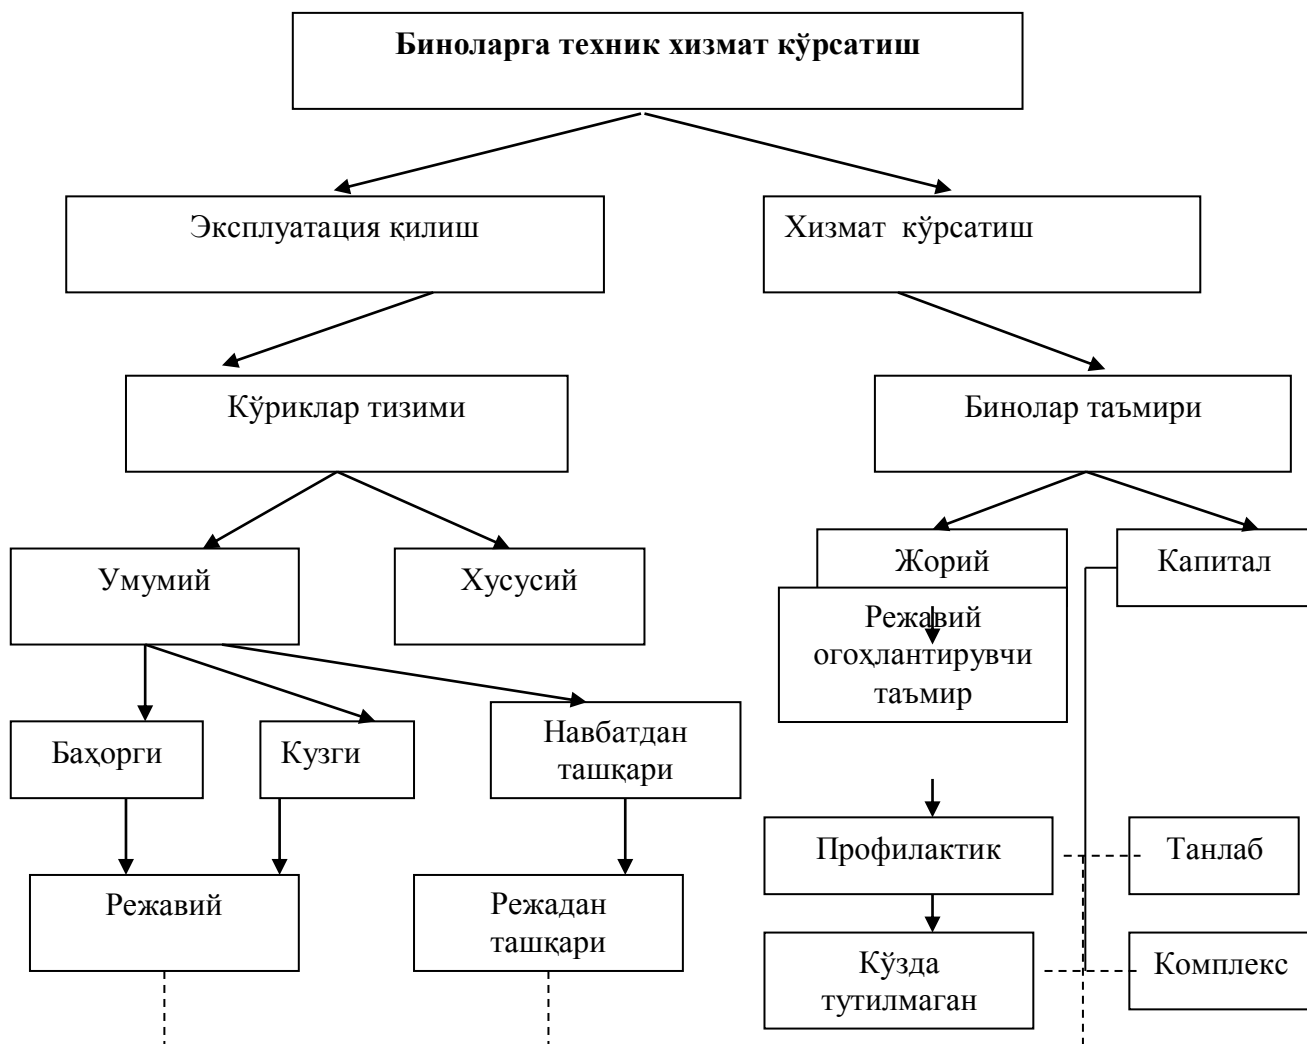 Биноларга техник хизмат кўрсатиш
Эксплуатация қилиш
Хизмат кўрсатиш
Кўриклар тизими
Бинолар таъмири
Умумий
Хусусий
Жорий
Капитал
Режавий
огоҳлантирувчи
таъмир
Баҳорги
Кузги
Навбатдан
ташқари
Профилактик
Танлаб
Режавий
Режадан
ташқари
Кўзда
тутилмаган
Комплекс